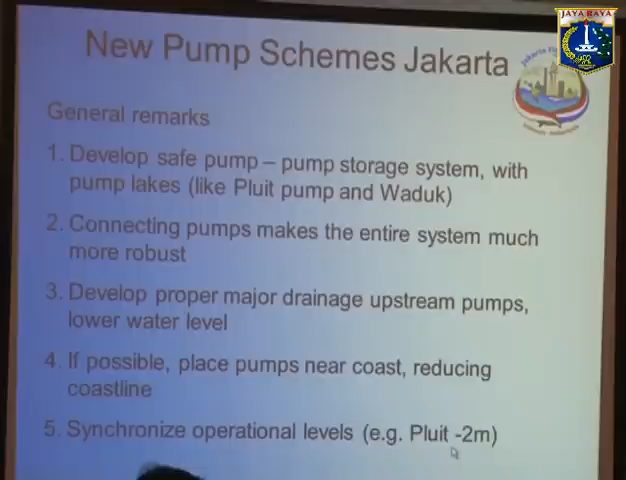 JAYA RAYA
New Pump Schemes Jakarta
General remarks
1. Develop safe pump – pump storage system, with
pump lakes (like Pluit pump and Waduk)
2. Connecting pumps makes the entire system much
more robust
3. Develop proper major drainage upstream pumps,
lower water level
4. If possible, place pumps near coast, reducing
coastline
5. Synchronize operational levels (e.g. Pluit -2m)